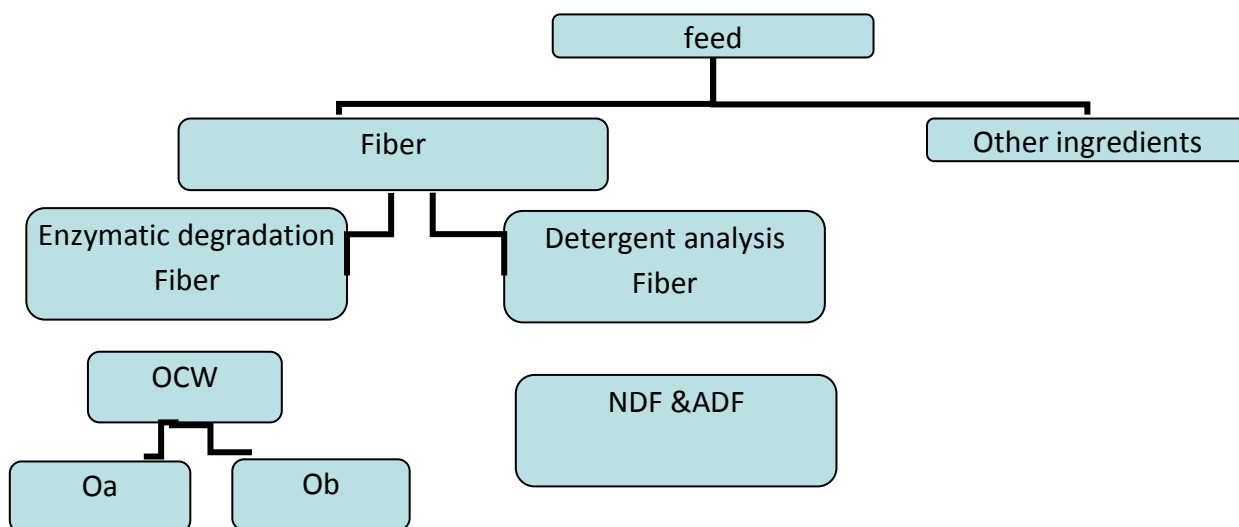 feed
Fiber
Other ingredients
Enzymatic degradation
Fiber
Detergent analysis
Fiber
OCW
NDF &ADF
Oa
Ob